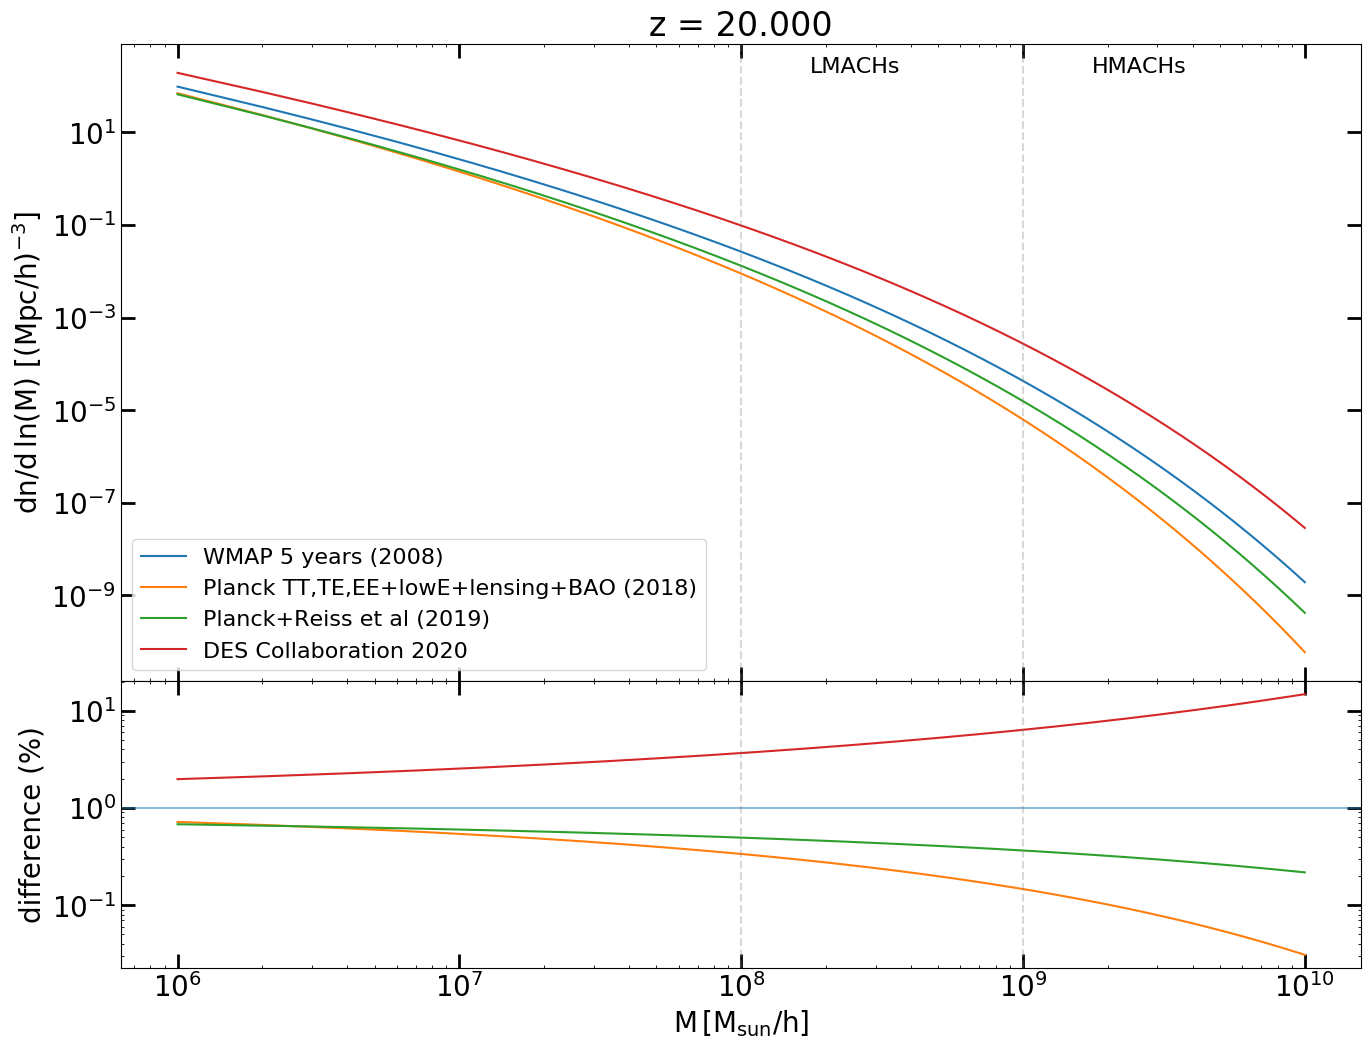 z = 20.000
LMACHs
HMACHs
10^1
10^-1
10^-3
10^-5
10^-7
10^-9
dn/d ln(M) [(Mpc/h)^-3]
WMAP 5 years (2008)
Planck TT,TE,EE+lowE+lensing+BAO (2018)
Planck+Reiss et al (2019)
DES Collaboration 2020
10^1
10^0
10^-1
difference (%)
10^6 10^7 10^8 10^9 10^10
M [M_sun/h]